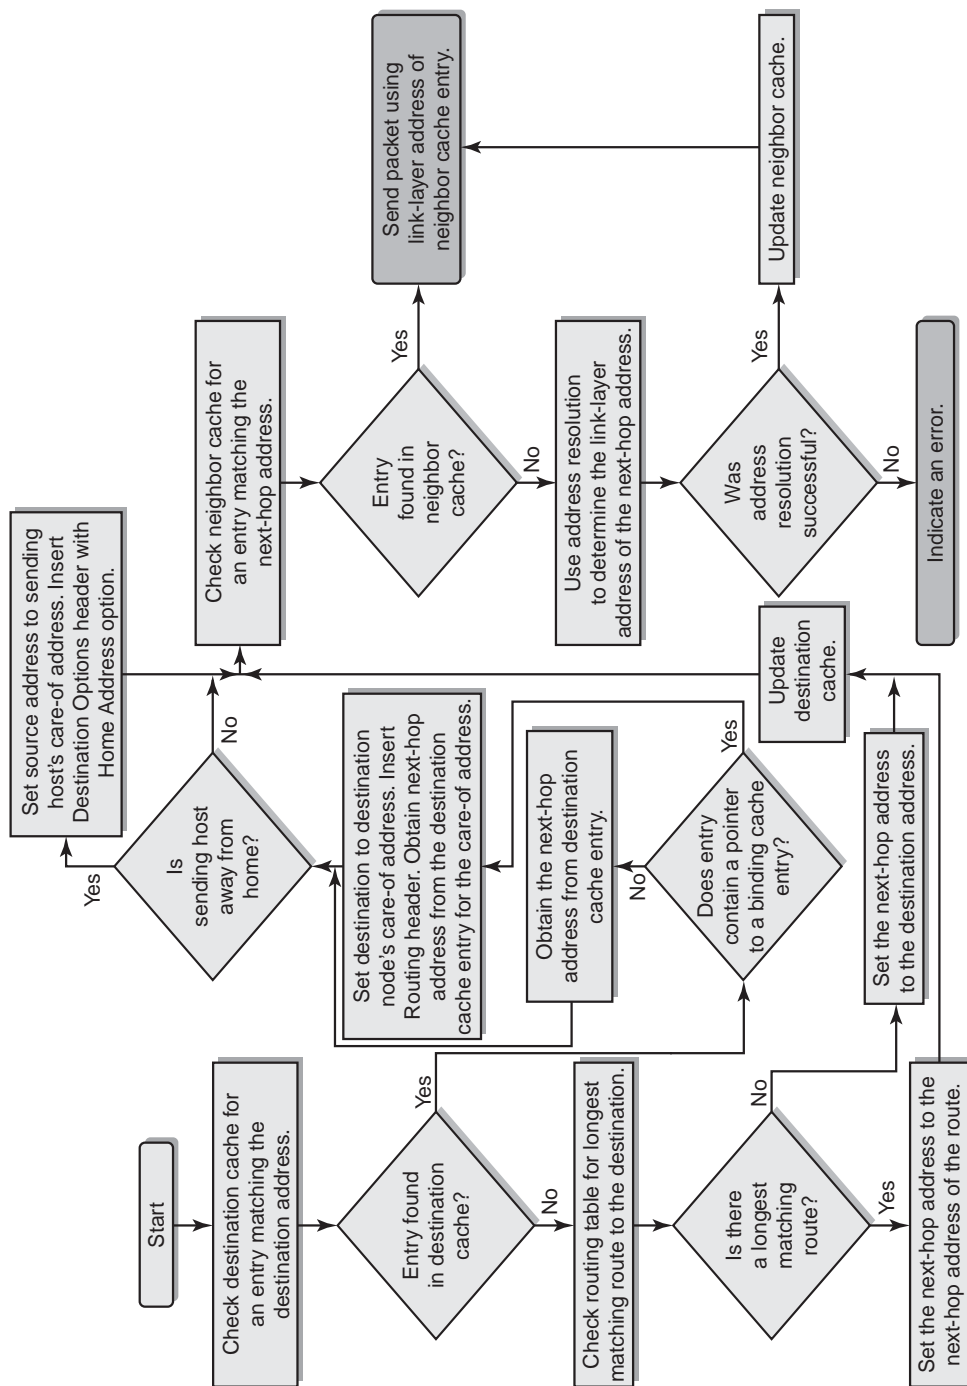 Start
Check destination cache for
an entry matching the
destination address.
Entry found
in destination
cache?
Yes
No
Check routing table for longest
matching route to the destination.
Is there
a longest
matching
route?
No
Yes
Set the next-hop address to the
next-hop address of the route.
Set the next-hop address
to the destination address.
Update
destination
cache.
Does entry
contain a pointer
to a binding cache
entry?
No
Yes
Obtain the next-hop
address from destination
cache entry.
Set destination to destination
node's care-of address. Insert
Routing header. Obtain next-hop
address from the destination
cache entry for the care-of address.
Is
sending host
away from
home?
Yes
No
Set source address to sending
host's care-of address. Insert
Destination Options header with
Home Address option.
Check neighbor cache for
an entry matching the
next-hop address.
Entry
found in
neighbor
cache?
Yes
No
Send packet using
link-layer address of
neighbor cache entry.
Use address resolution
to determine the link-layer
address of the next-hop address.
Was
address
resolution
successful?
Yes
No
Update neighbor cache.
Indicate an error.